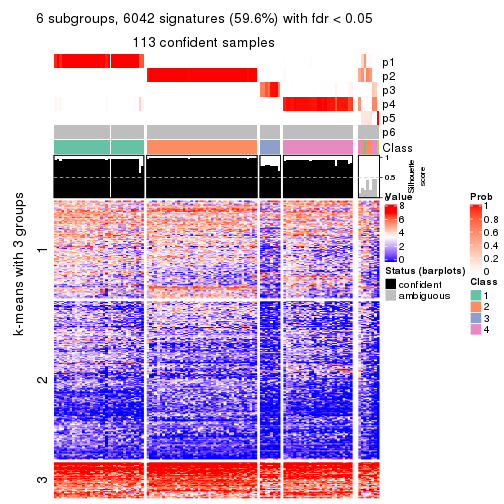 6 subgroups, 6042 signatures (59.6%) with fdr < 0.05
113 confident samples
p1
p2
p3
p4
p5
p6
Class
1
0.5
0
Silhouette
score
k-means with 3 groups
1
2
3
Value
8
6
4
2
0
Status (barplots)
confident
ambiguous
Prob
1
0.8
0.6
0.4
0.2
0
Class
1
2
3
4